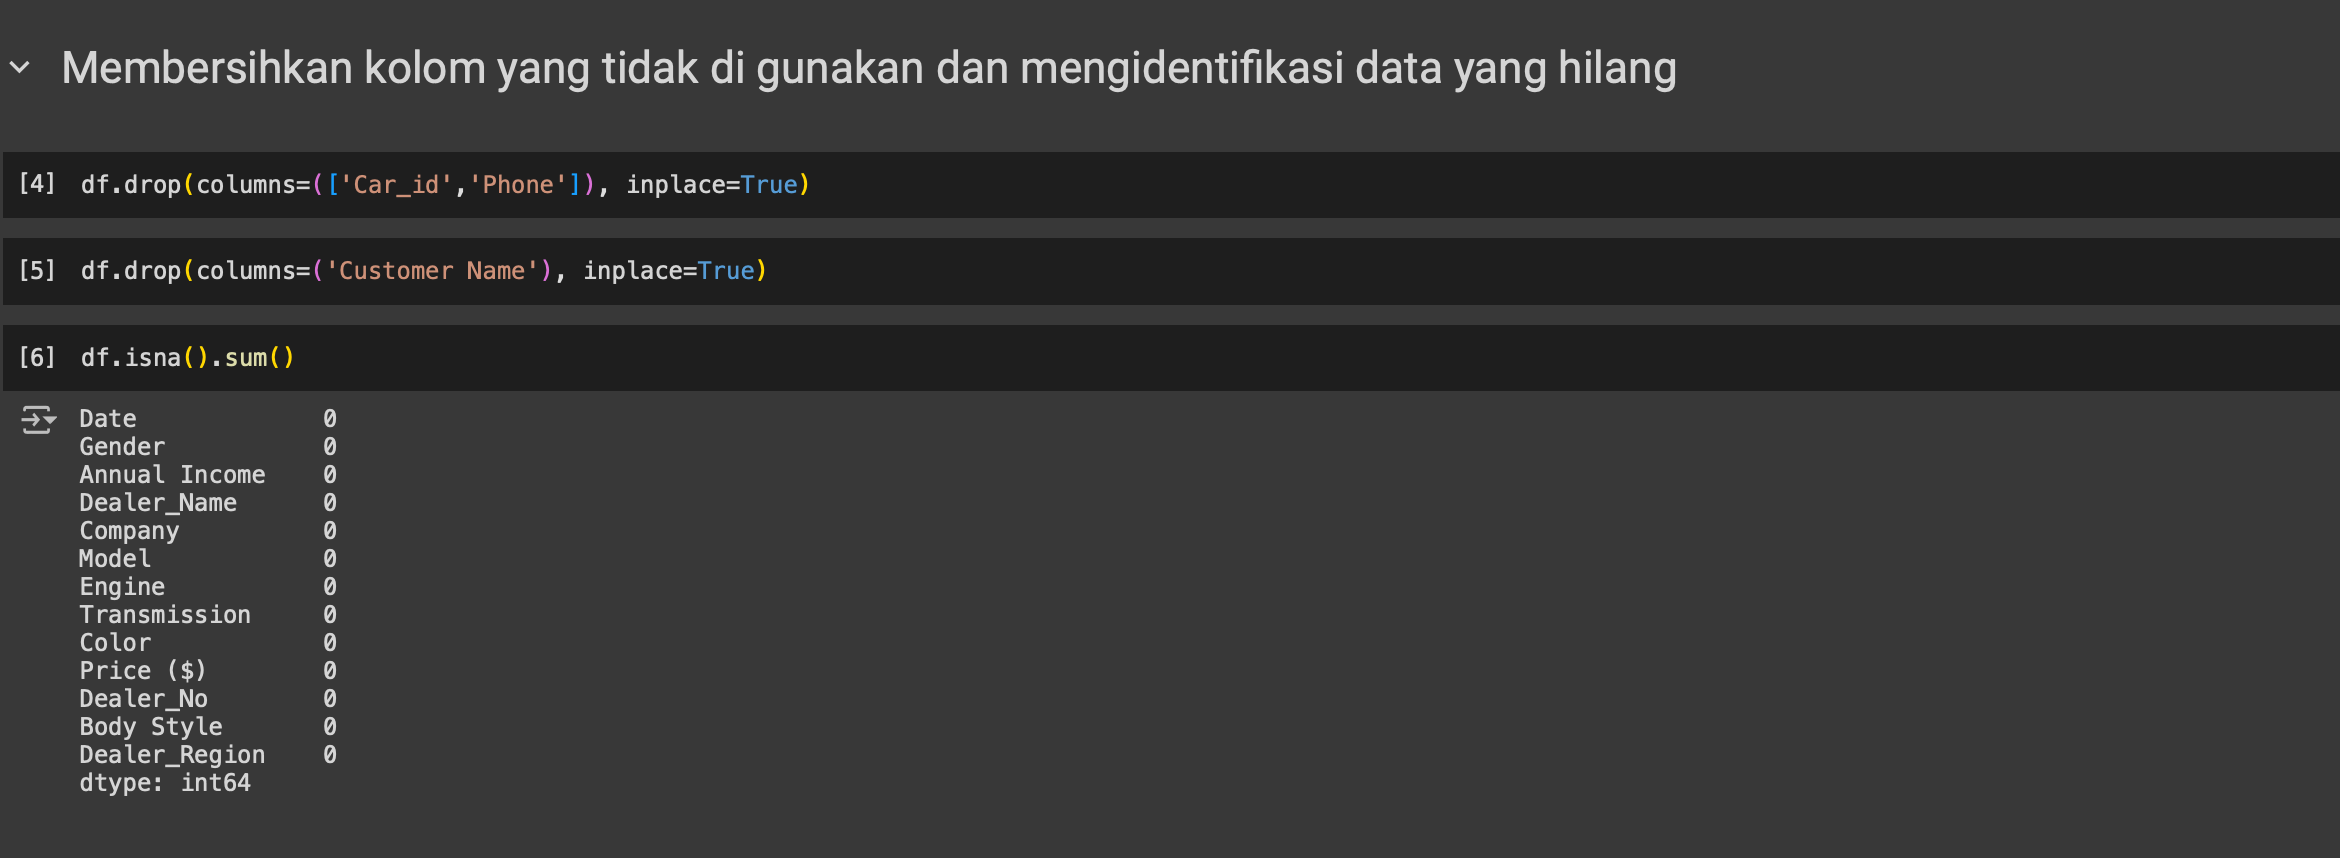 Membersihkan kolom yang tidak di gunakan dan mengidentifikasi data yang hilang
[4] df.drop(columns=(['Car_id','Phone']), inplace=True)
[5] df.drop(columns=('Customer Name'), inplace=True)
[6] df.isna().sum()
Date 0
Gender 0
Annual Income 0
Dealer_Name 0
Company 0
Model 0
Engine 0
Transmission 0
Color 0
Price ($) 0
Dealer_No 0
Body Style 0
Dealer_Region 0
dtype: int64